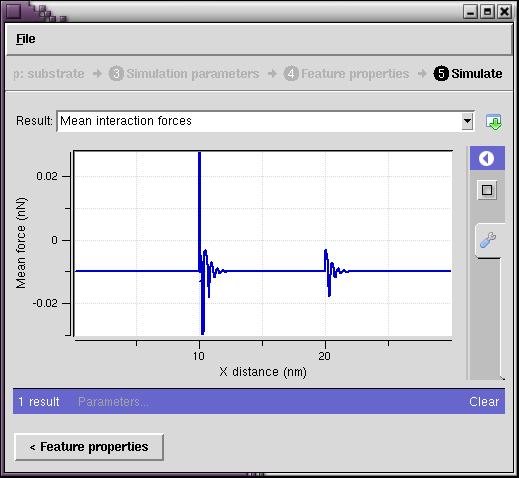 File
p: substrate → 3 Simulation parameters → 4 Feature properties → 5 Simulate
Result: Mean interaction forces
Mean force (nN)
0.02
0
-0.02
10
20
X distance (nm)
1 result Parameters... Clear
< Feature properties